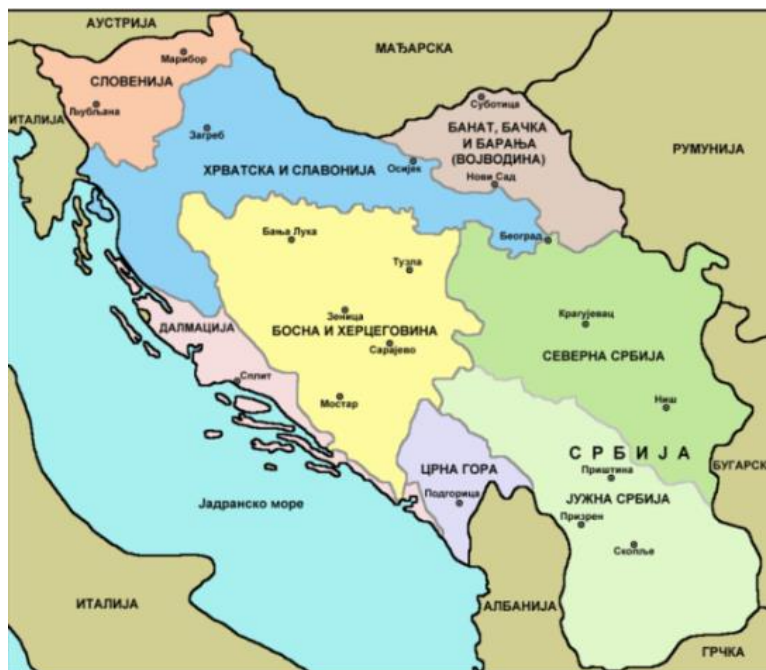 АУСТРИЈА
МАЂАРСКА
Марибор
СЛОВЕНИЈА
Љубљана
ИТАЛИЈА
Загреб
ХРВАТСКА И СЛАВОНИЈА
Осијек
Суботица
БАНАТ, БАЧКА
И БАРАЊА
(ВОЈВОДИНА)
Нови Сад
РУМУНИЈА
Београд
Бања Лука
Тузла
Зеница
БОСНА И ХЕРЦЕГОВИНА
Сарајево
Мостар
ДАЛМАЦИЈА
Сплит
Крагујевац
СЕВЕРНА СРБИЈА
Ниш
СРБИЈА
Приштина
ЈУЖНА СРБИЈА
Призрен
Скопље
ЦРНА ГОРА
Подгорица
Јадранско море
ИТАЛИЈА
АЛБАНИЈА
БУГАРСК
ГРЧКА